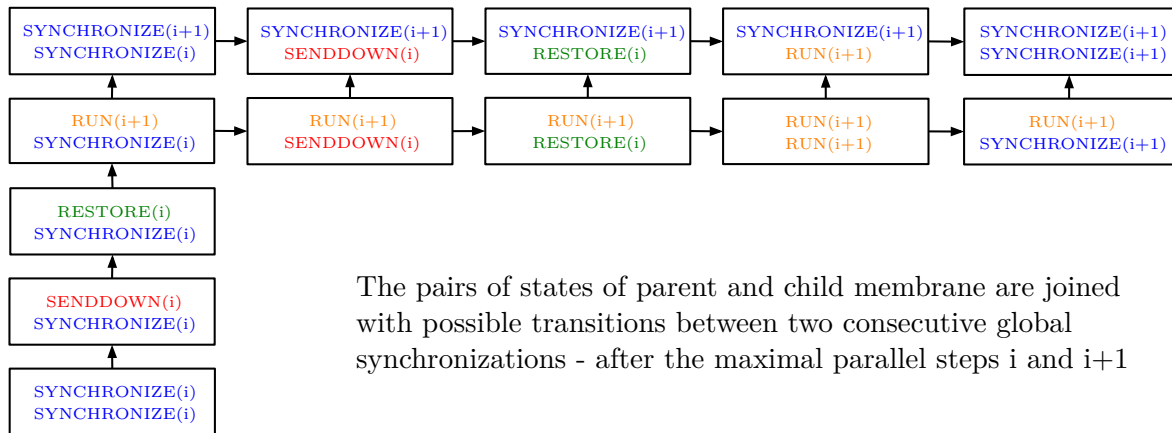 SYNCHRONIZE(i+1)
SYNCHRONIZE(i)
SYNCHRONIZE(i+1)
SENDDOWN(i)
SYNCHRONIZE(i+1)
RESTORE(i)
SYNCHRONIZE(i+1)
RUN(i+1)
SYNCHRONIZE(i+1)
SYNCHRONIZE(i+1)
RUN(i+1)
SYNCHRONIZE(i)
RUN(i+1)
SENDDOWN(i)
RUN(i+1)
RESTORE(i)
RUN(i+1)
RUN(i+1)
RUN(i+1)
SYNCHRONIZE(i+1)
RESTORE(i)
SYNCHRONIZE(i)
SENDDOWN(i)
SYNCHRONIZE(i)
SYNCHRONIZE(i)
SYNCHRONIZE(i)
The pairs of states of parent and child membrane are joined
with possible transitions between two consecutive global
synchronizations - after the maximal parallel steps i and i+1